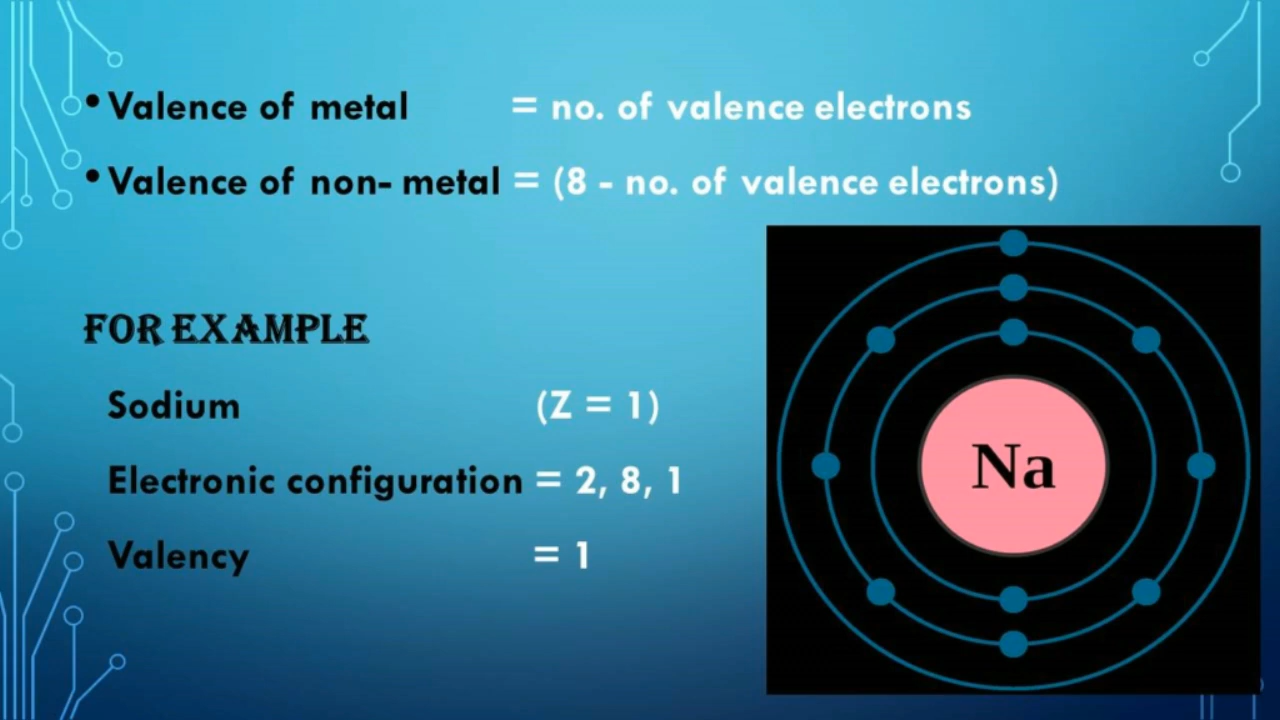 • Valence of metal = no. of valence electrons
• Valence of non- metal = (8 - no. of valence electrons)
FOR EXAMPLE
Sodium (Z = 1)
Electronic configuration = 2, 8, 1
Valency = 1
Na